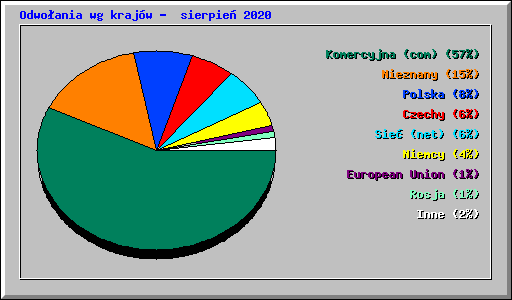 Odwołania wg krajów - sierpień 2020
Komercyjna (com) (57%)
Nieznany (15%)
Polska (8%)
Czechy (6%)
Sieć (net) (6%)
Niemcy (4%)
European Union (1%)
Rosja (1%)
Inne (2%)